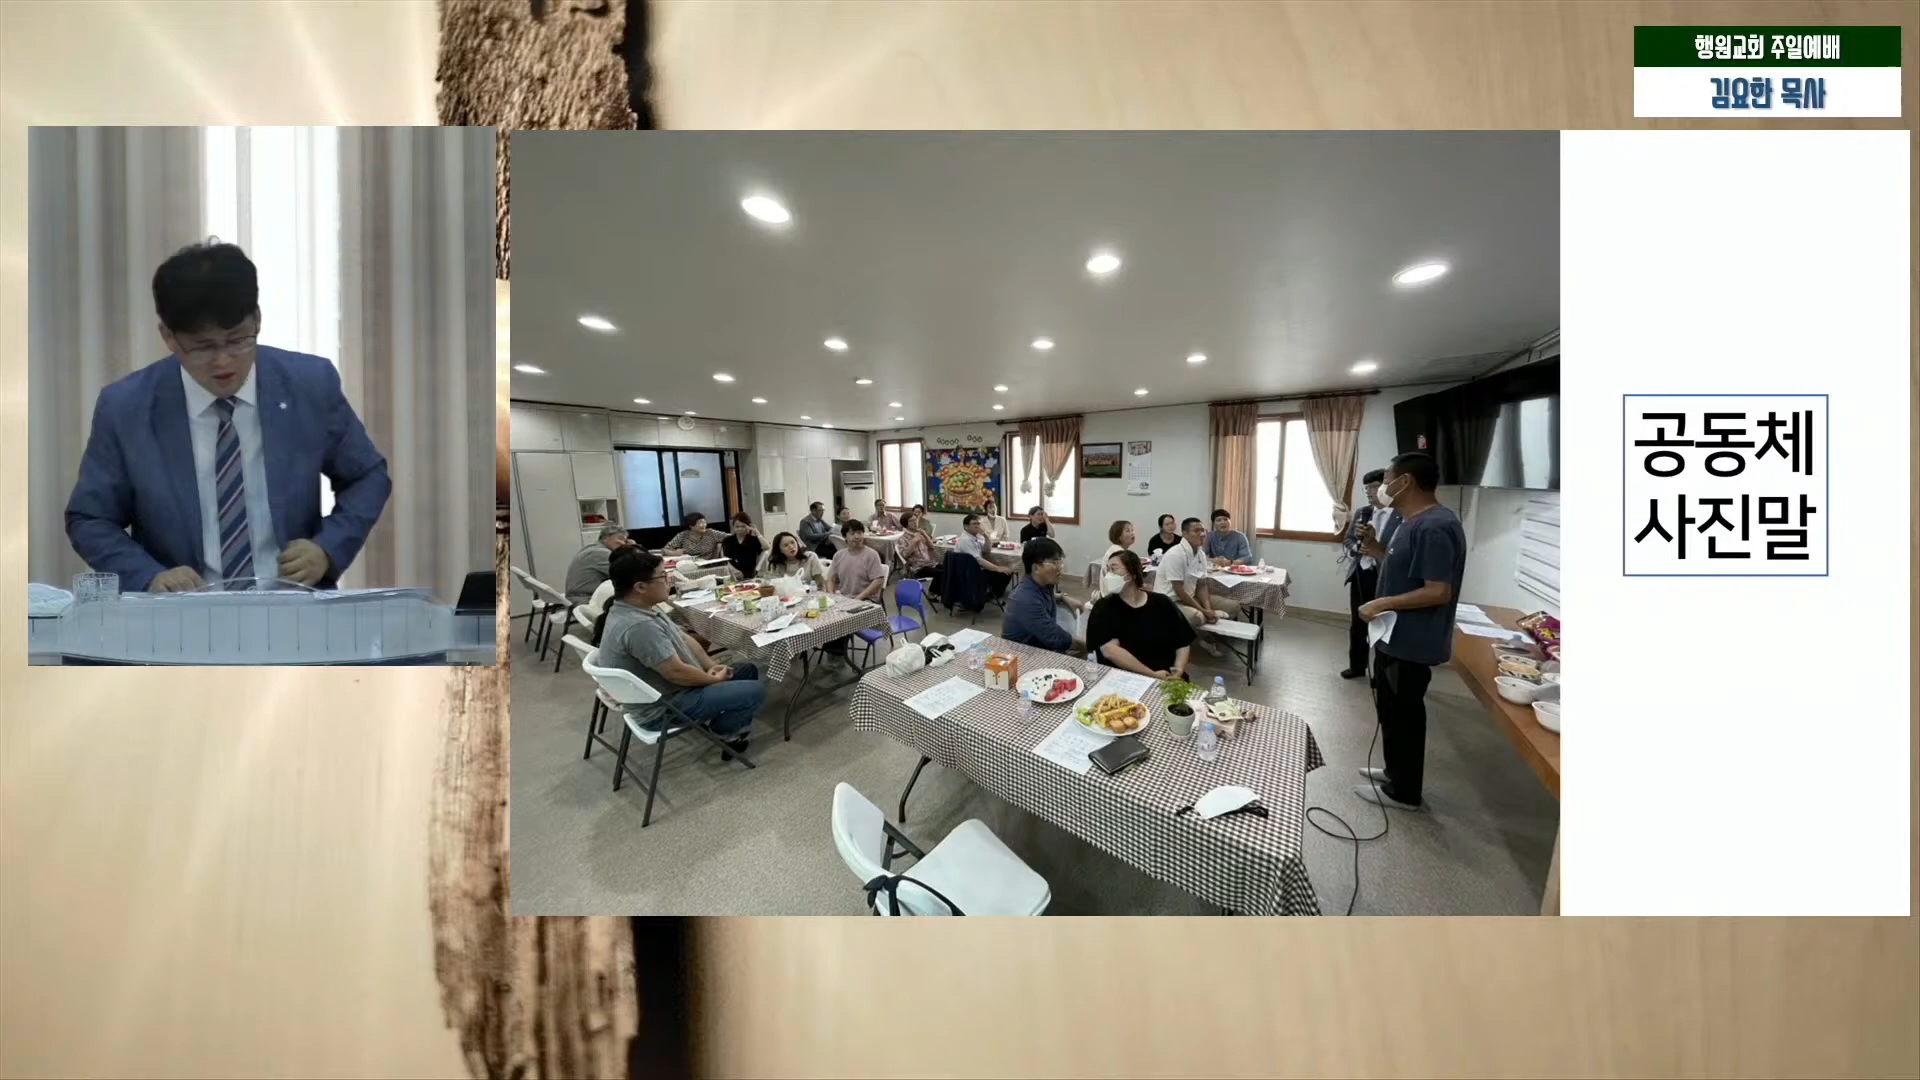 행원교회 주일예배
김요한 목사
공동체
사진말